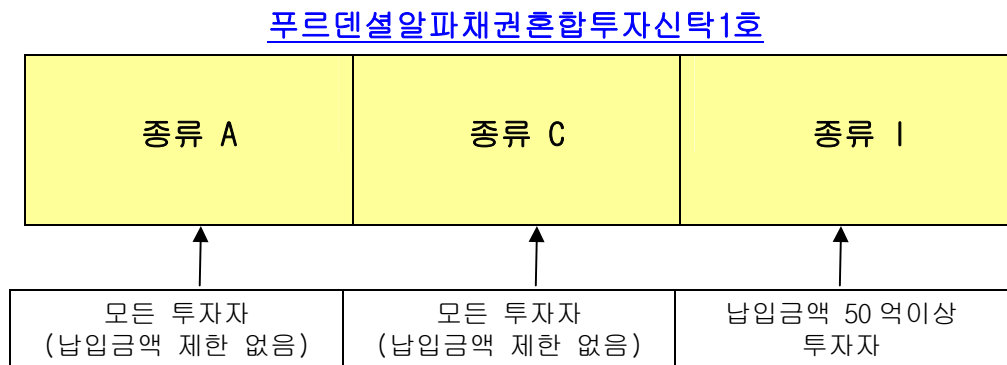 푸르덴셜알파채권혼합투자신탁1호
종류 A
종류 C
종류 I
모든 투자자
(납입금액 제한 없음)
모든 투자자
(납입금액 제한 없음)
납입금액 50 억이상
투자자